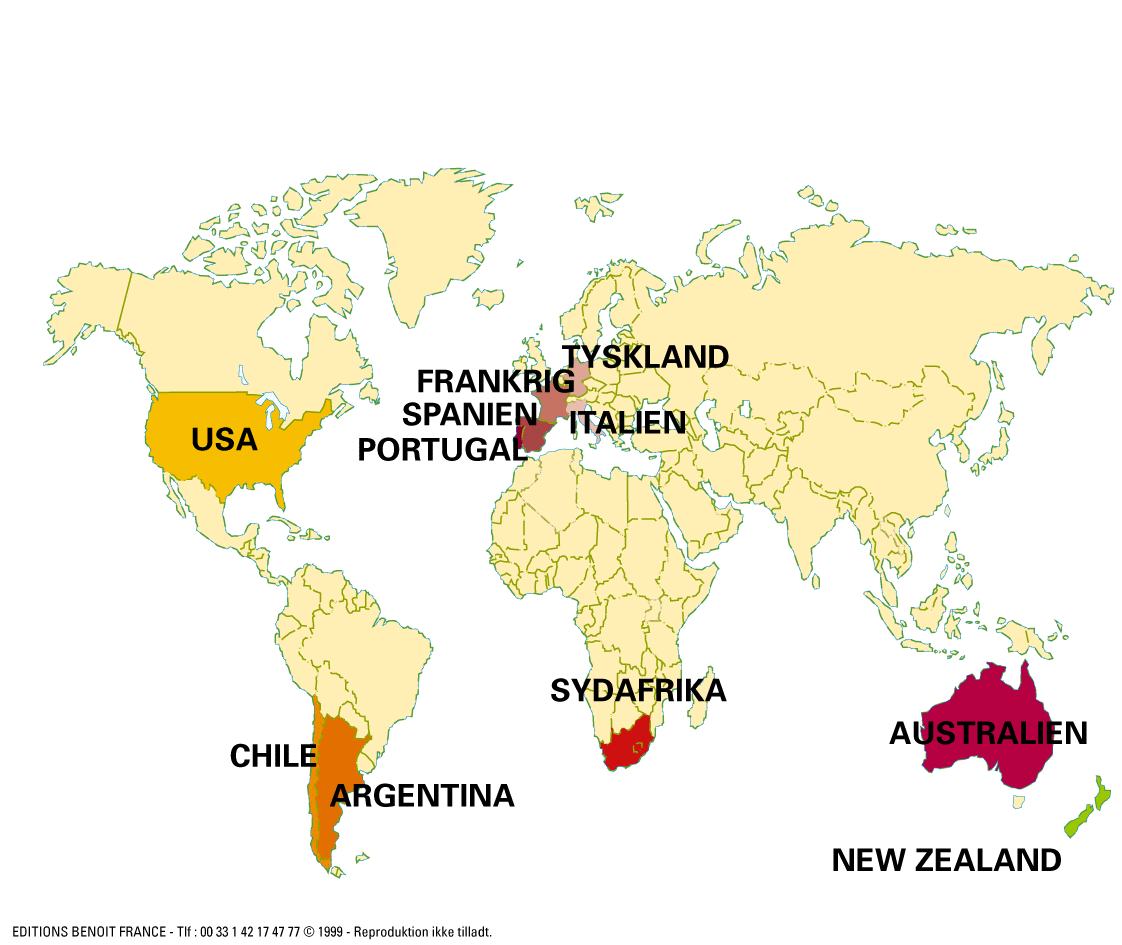 TYSKLAND
FRANKRIG
SPANIEN
ITALIEN
USA
PORTUGAL
SYDAFRIKA
AUSTRALIEN
CHILE
ARGENTINA
NEW ZEALAND
EDITIONS BENOIT FRANCE - Tlf : 00 33 1 42 17 47 77 © 1999 - Reproduktion ikke tilladt.